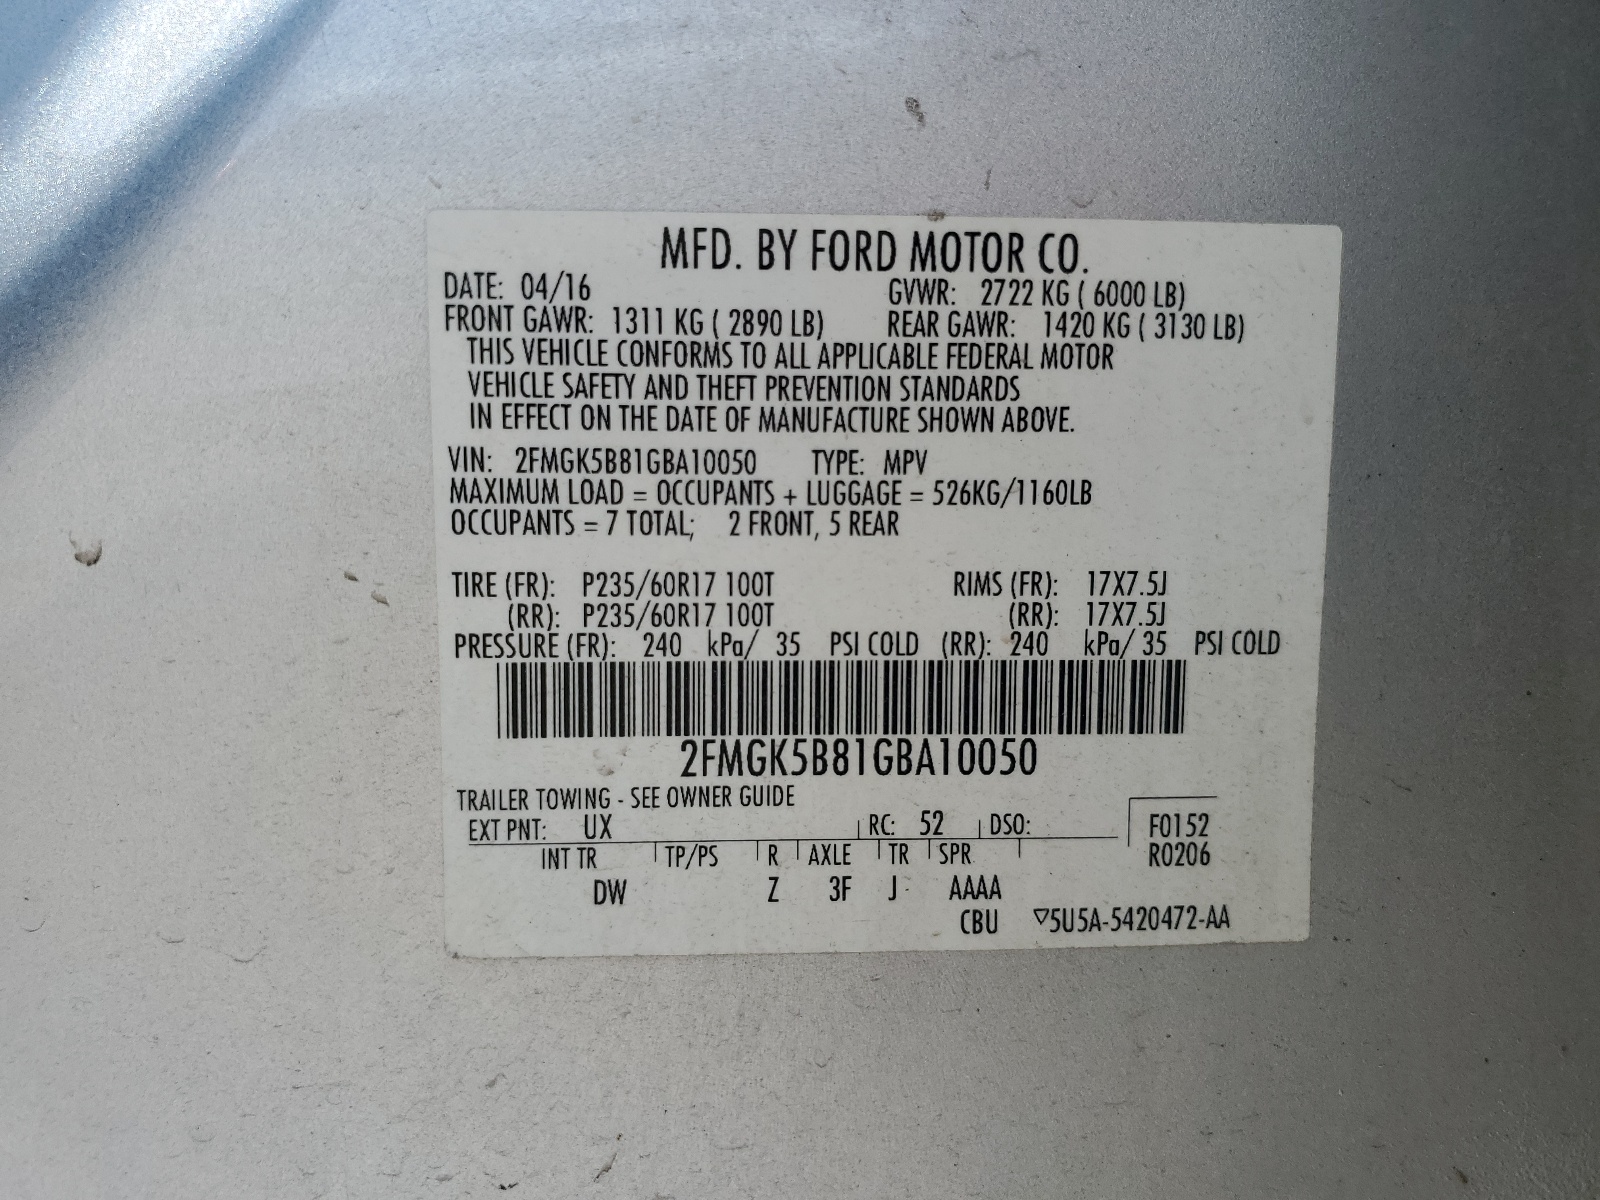 MFD. BY FORD MOTOR CO.
DATE: 04/16 GVWR: 2722 KG ( 6000 LB)
FRONT GAWR: 1311 KG ( 2890 LB) REAR GAWR: 1420 KG ( 3130 LB)
THIS VEHICLE CONFORMS TO ALL APPLICABLE FEDERAL MOTOR
VEHICLE SAFETY AND THEFT PREVENTION STANDARDS
IN EFFECT ON THE DATE OF MANUFACTURE SHOWN ABOVE.
VIN: 2FMGK5B81GBA10050 TYPE: MPV
MAXIMUM LOAD = OCCUPANTS + LUGGAGE = 526KG/1160LB
OCCUPANTS = 7 TOTAL; 2 FRONT, 5 REAR
TIRE (FR): P235/60R17 100T RIMS (FR): 17X7.5J
(RR): P235/60R17 100T (RR): 17X7.5J
PRESSURE (FR): 240 kPa/ 35 PSI COLD (RR): 240 kPa/ 35 PSI COLD
2FMGK5B81GBA10050
TRAILER TOWING - SEE OWNER GUIDE
EXT PNT: UX RC: 52 DSO: F0152
INT TR TP/PS R AXLE TR SPR R0206
DW Z 3F J AAAA
CBU ▽5U5A-5420472-AA